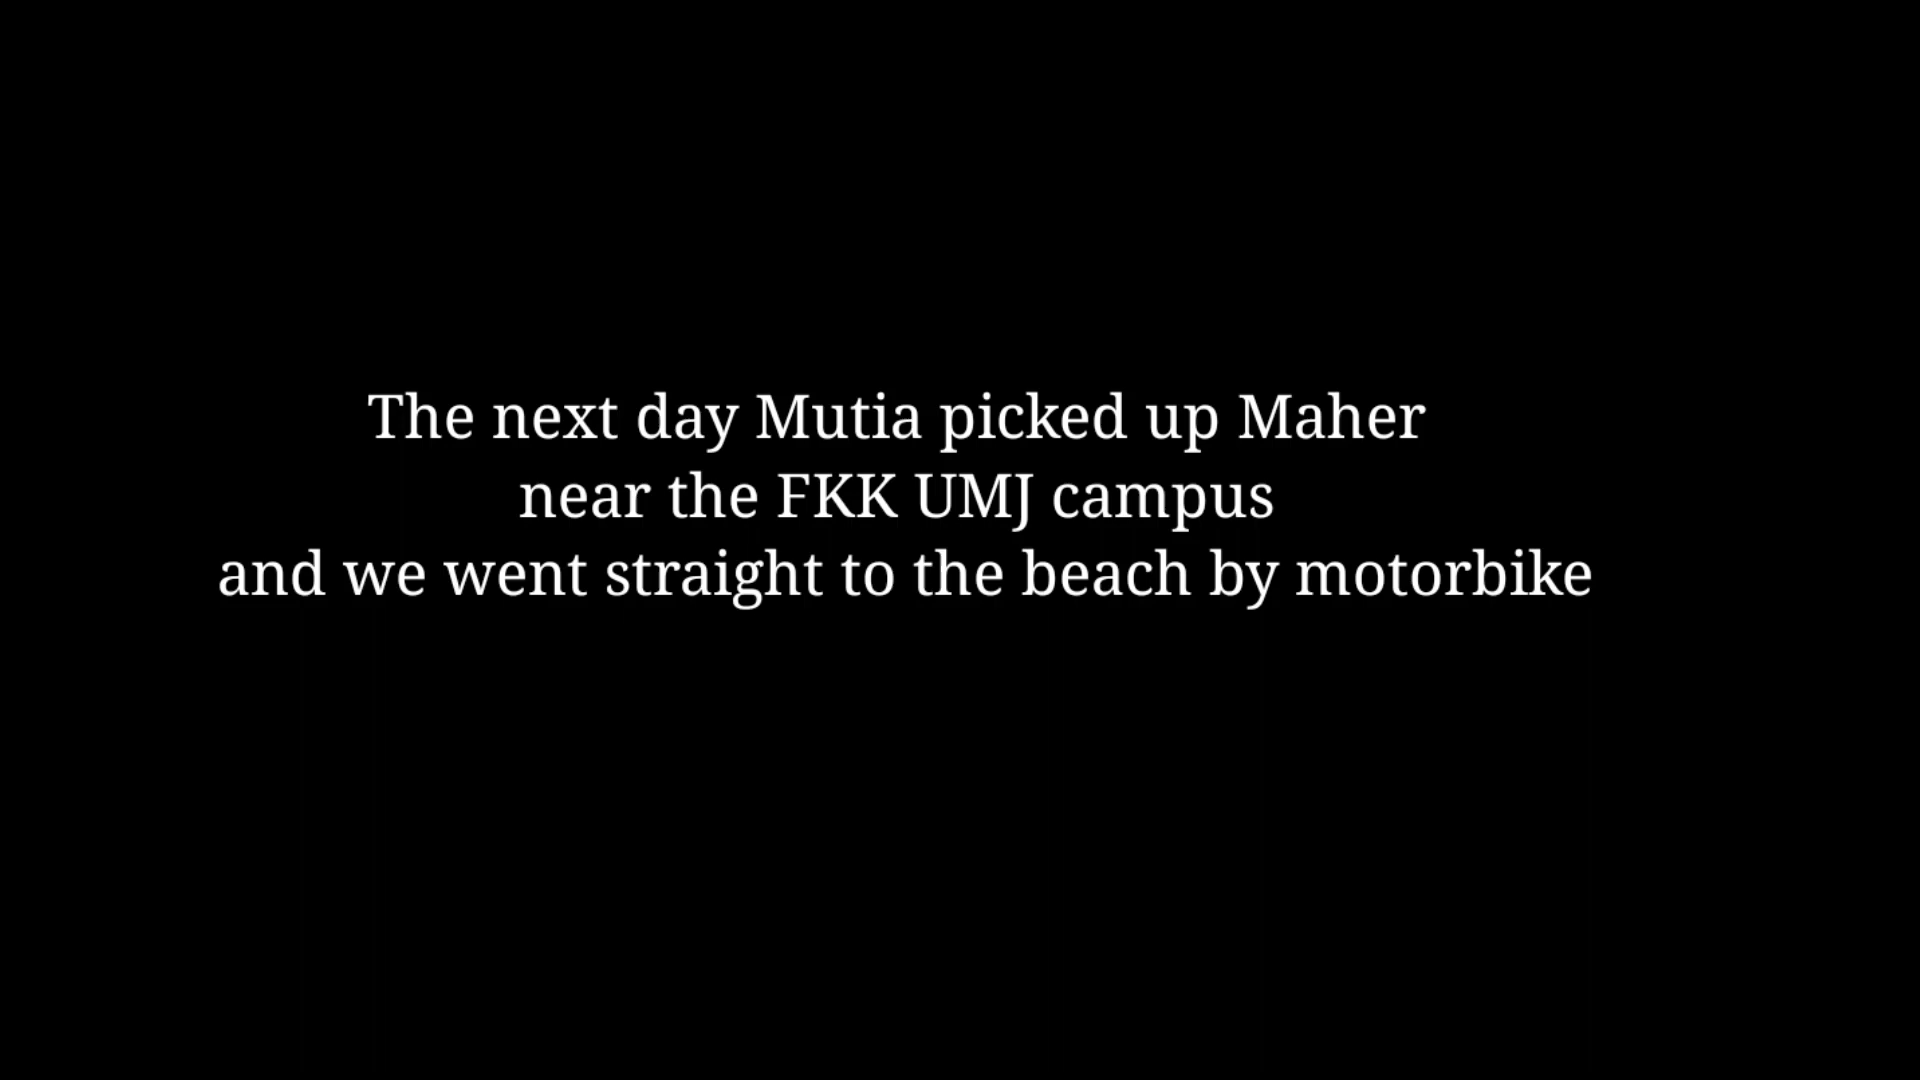 The next day Mutia picked up Maher
near the FKK UMJ campus
and we went straight to the beach by motorbike